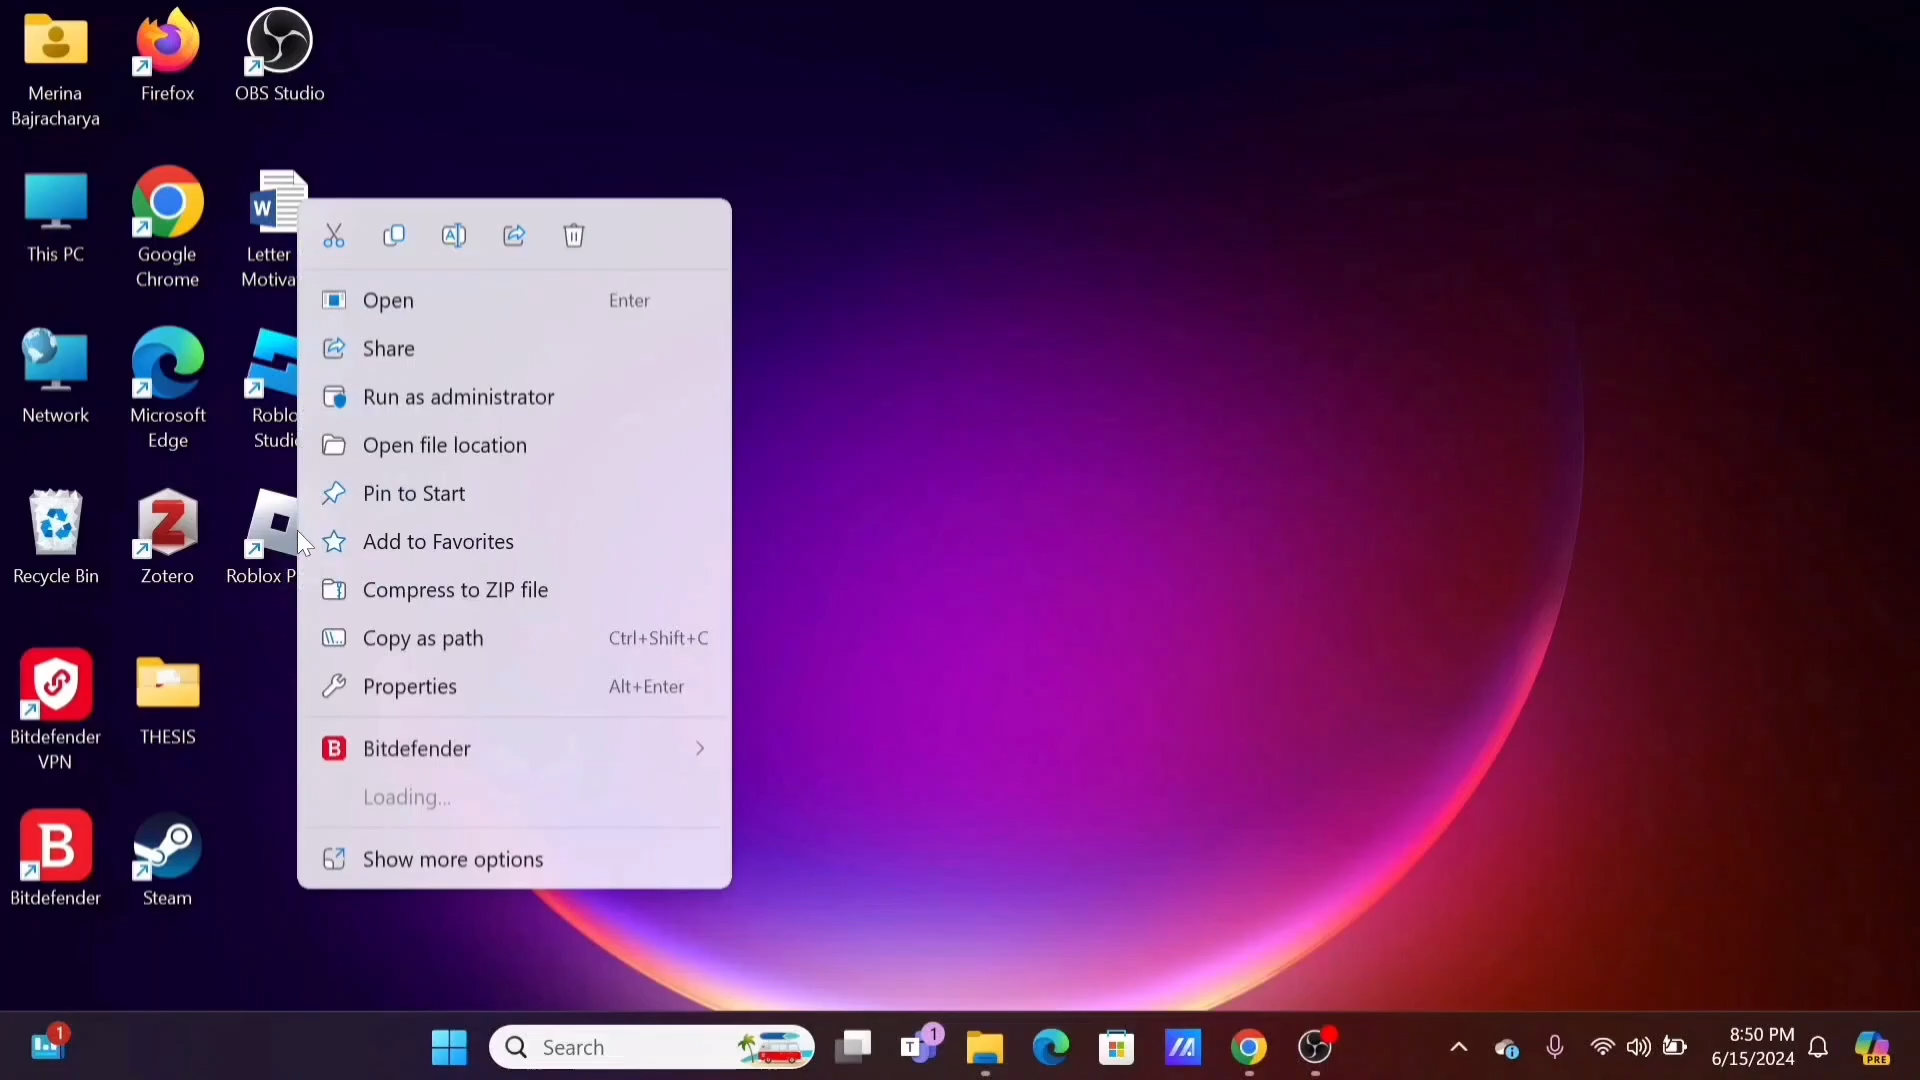 Merina
Bajracharya
Firefox
OBS Studio
This PC
Google
Chrome
W
Letter
Motiva
Network
Microsoft
Edge
Roblo
Studi
Recycle Bin
Z
Zotero
Roblox P
Bitdefender
VPN
THESIS
B
Bitdefender
Steam
A
Open Enter
Share
Run as administrator
Open file location
Pin to Start
Add to Favorites
Compress to ZIP file
Copy as path Ctrl+Shift+C
Properties Alt+Enter
B Bitdefender
Loading...
Show more options
1
Search
T 1
8:50 PM
6/15/2024
PRE